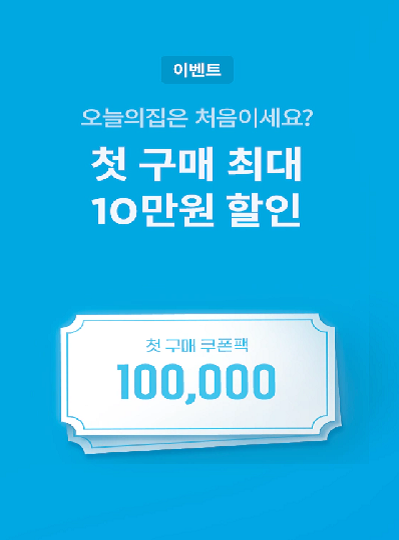 이벤트
오늘의집은 처음이세요?
첫 구매 최대
10만원 할인
첫 구매 쿠폰팩
100,000